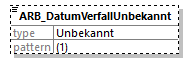 ARB_DatumVerfallUnbekannt
type Unbekannt
pattern (1)